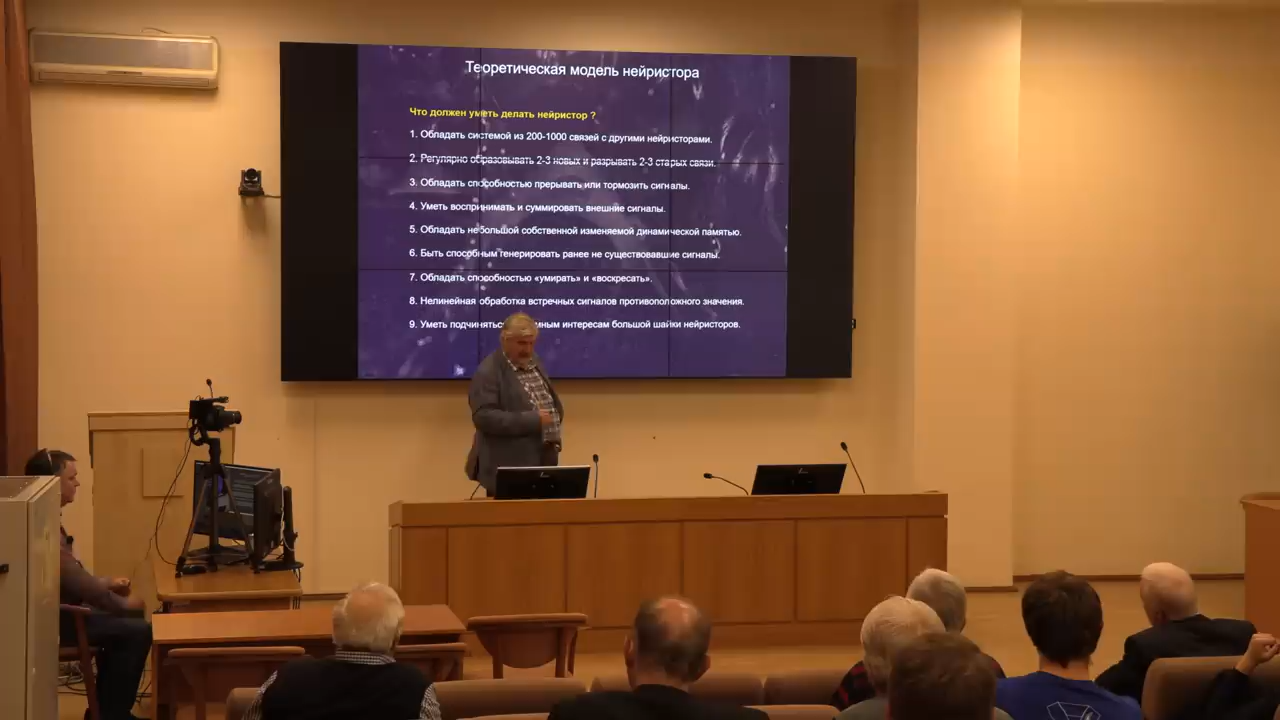 Теоретическая модель нейристора
Что должен уметь делать нейристор ?
1. Обладать системой из 200-1000 связей с другими нейристорами.
2. Регулярно образовывать 2-3 новых и разрывать 2-3 старых связи.
3. Обладать способностью прерывать или тормозить сигналы.
4. Уметь воспринимать и суммировать внешние сигналы.
5. Обладать небольшой собственной изменяемой динамической памятью.
6. Быть способным генерировать ранее не существовавшие сигналы.
7. Обладать способностью «умирать» и «воскресать».
8. Нелинейная обработка встречных сигналов противоположного значения.
9. Уметь интересам большой шайки нейристоров.